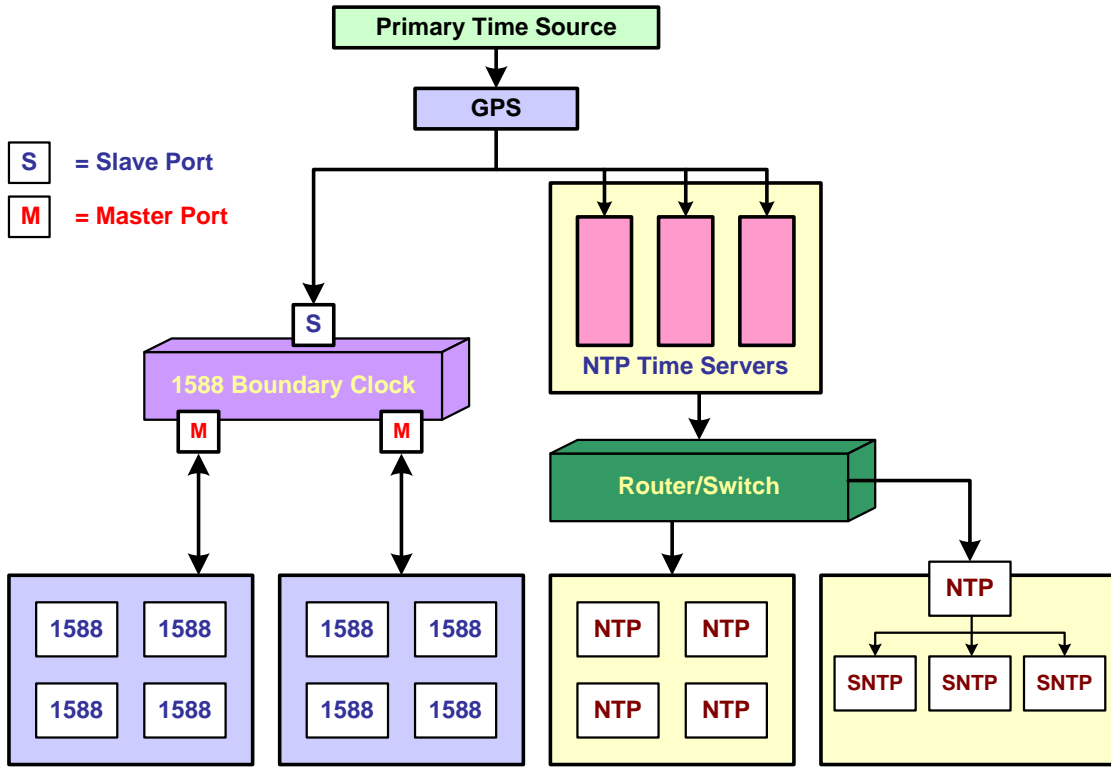 Primary Time Source
GPS
S = Slave Port
M = Master Port
S
1588 Boundary Clock
M M
NTP Time Servers
Router/Switch
1588 1588
1588 1588
1588 1588
1588 1588
NTP NTP
NTP NTP
NTP
SNTP SNTP SNTP